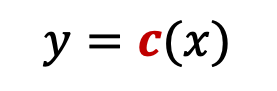 y = c(x)